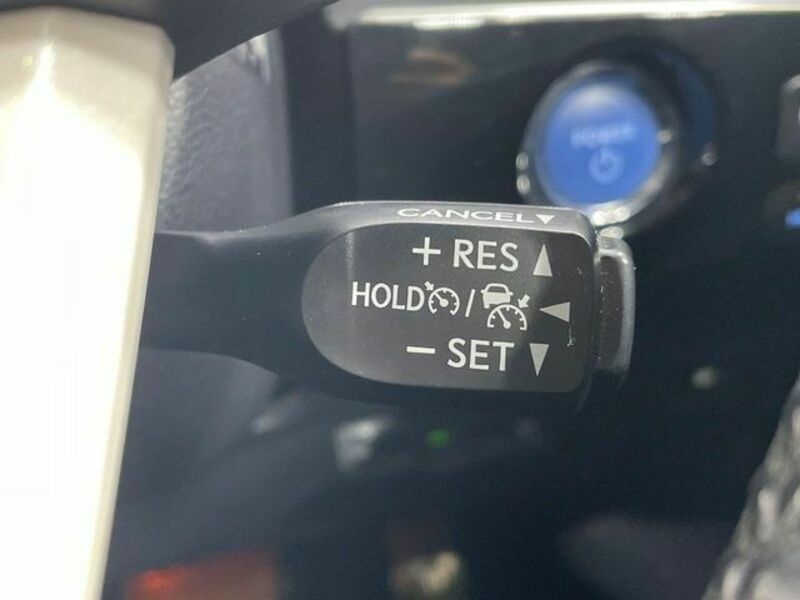 POWER
CANCEL
+ RES
HOLD /
- SET